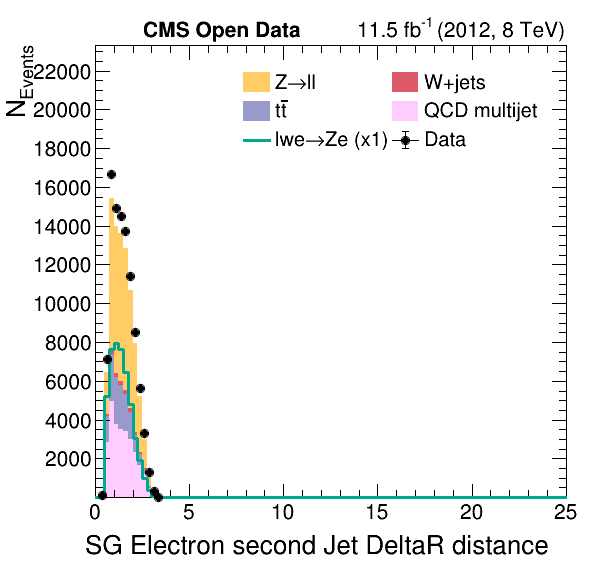 CMS Open Data 11.5 fb⁻¹ (2012, 8 TeV)
N_Events
Z→ll W+jets
tt̄ QCD multijet
lwe→Ze (x1) Data
22000
20000
18000
16000
14000
12000
10000
8000
6000
4000
2000
0 5 10 15 20 25
SG Electron second Jet DeltaR distance